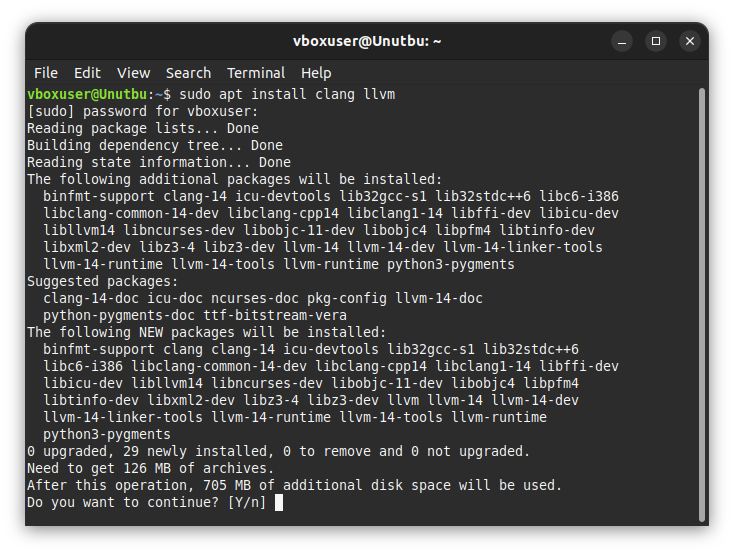 vboxuser@Unutbu: ~
File Edit View Search Terminal Help
vboxuser@Unutbu:~$ sudo apt install clang llvm
[sudo] password for vboxuser:
Reading package lists... Done
Building dependency tree... Done
Reading state information... Done
The following additional packages will be installed:
  binfmt-support clang-14 icu-devtools lib32gcc-s1 lib32stdc++6 libc6-i386
  libclang-common-14-dev libclang-cpp14 libclang1-14 libffi-dev libicu-dev
  libllvm14 libncurses-dev libobjc-11-dev libobjc4 libpfm4 libtinfo-dev
  libxml2-dev libz3-4 libz3-dev llvm-14 llvm-14-dev llvm-14-linker-tools
  llvm-14-runtime llvm-14-tools llvm-runtime python3-pygments
Suggested packages:
  clang-14-doc icu-doc ncurses-doc pkg-config llvm-14-doc
  python-pygments-doc ttf-bitstream-vera
The following NEW packages will be installed:
  binfmt-support clang clang-14 icu-devtools lib32gcc-s1 lib32stdc++6
  libc6-i386 libclang-common-14-dev libclang-cpp14 libclang1-14 libffi-dev
  libicu-dev libllvm14 libncurses-dev libobjc-11-dev libobjc4 libpfm4
  libtinfo-dev libxml2-dev libz3-4 libz3-dev llvm llvm-14 llvm-14-dev
  llvm-14-linker-tools llvm-14-runtime llvm-14-tools llvm-runtime
  python3-pygments
0 upgraded, 29 newly installed, 0 to remove and 0 not upgraded.
Need to get 126 MB of archives.
After this operation, 705 MB of additional disk space will be used.
Do you want to continue? [Y/n]